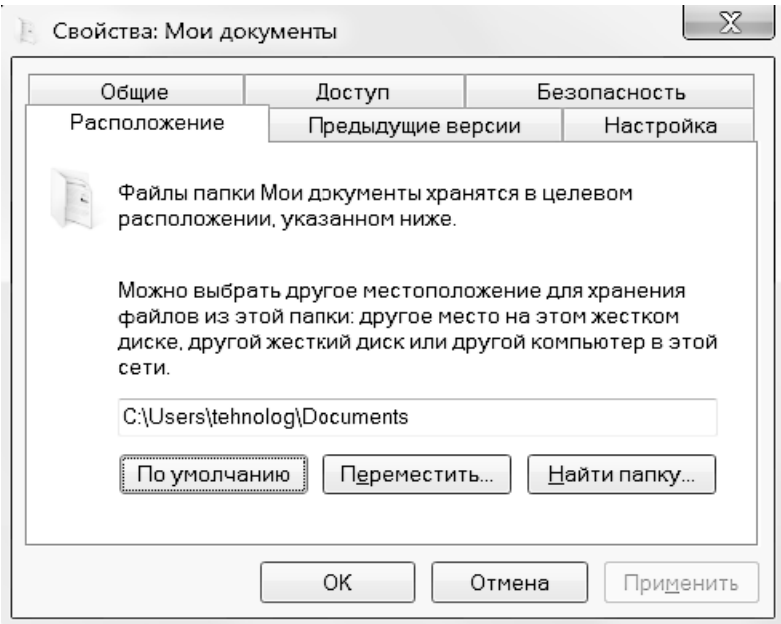 Свойства: Мои документы
Общие
Доступ
Безопасность
Расположение
Предыдущие версии
Настройка
Файлы папки Мои документы хранятся в целевом
расположении, указанном ниже.
Можно выбрать другое местоположение для хранения
файлов из этой папки: другое место на этом жестком
диске, другой жесткий диск или другой компьютер в этой
сети.
C:\Users\tehnolog\Documents
По умолчанию
Переместить...
Найти папку...
OK
Отмена
Применить